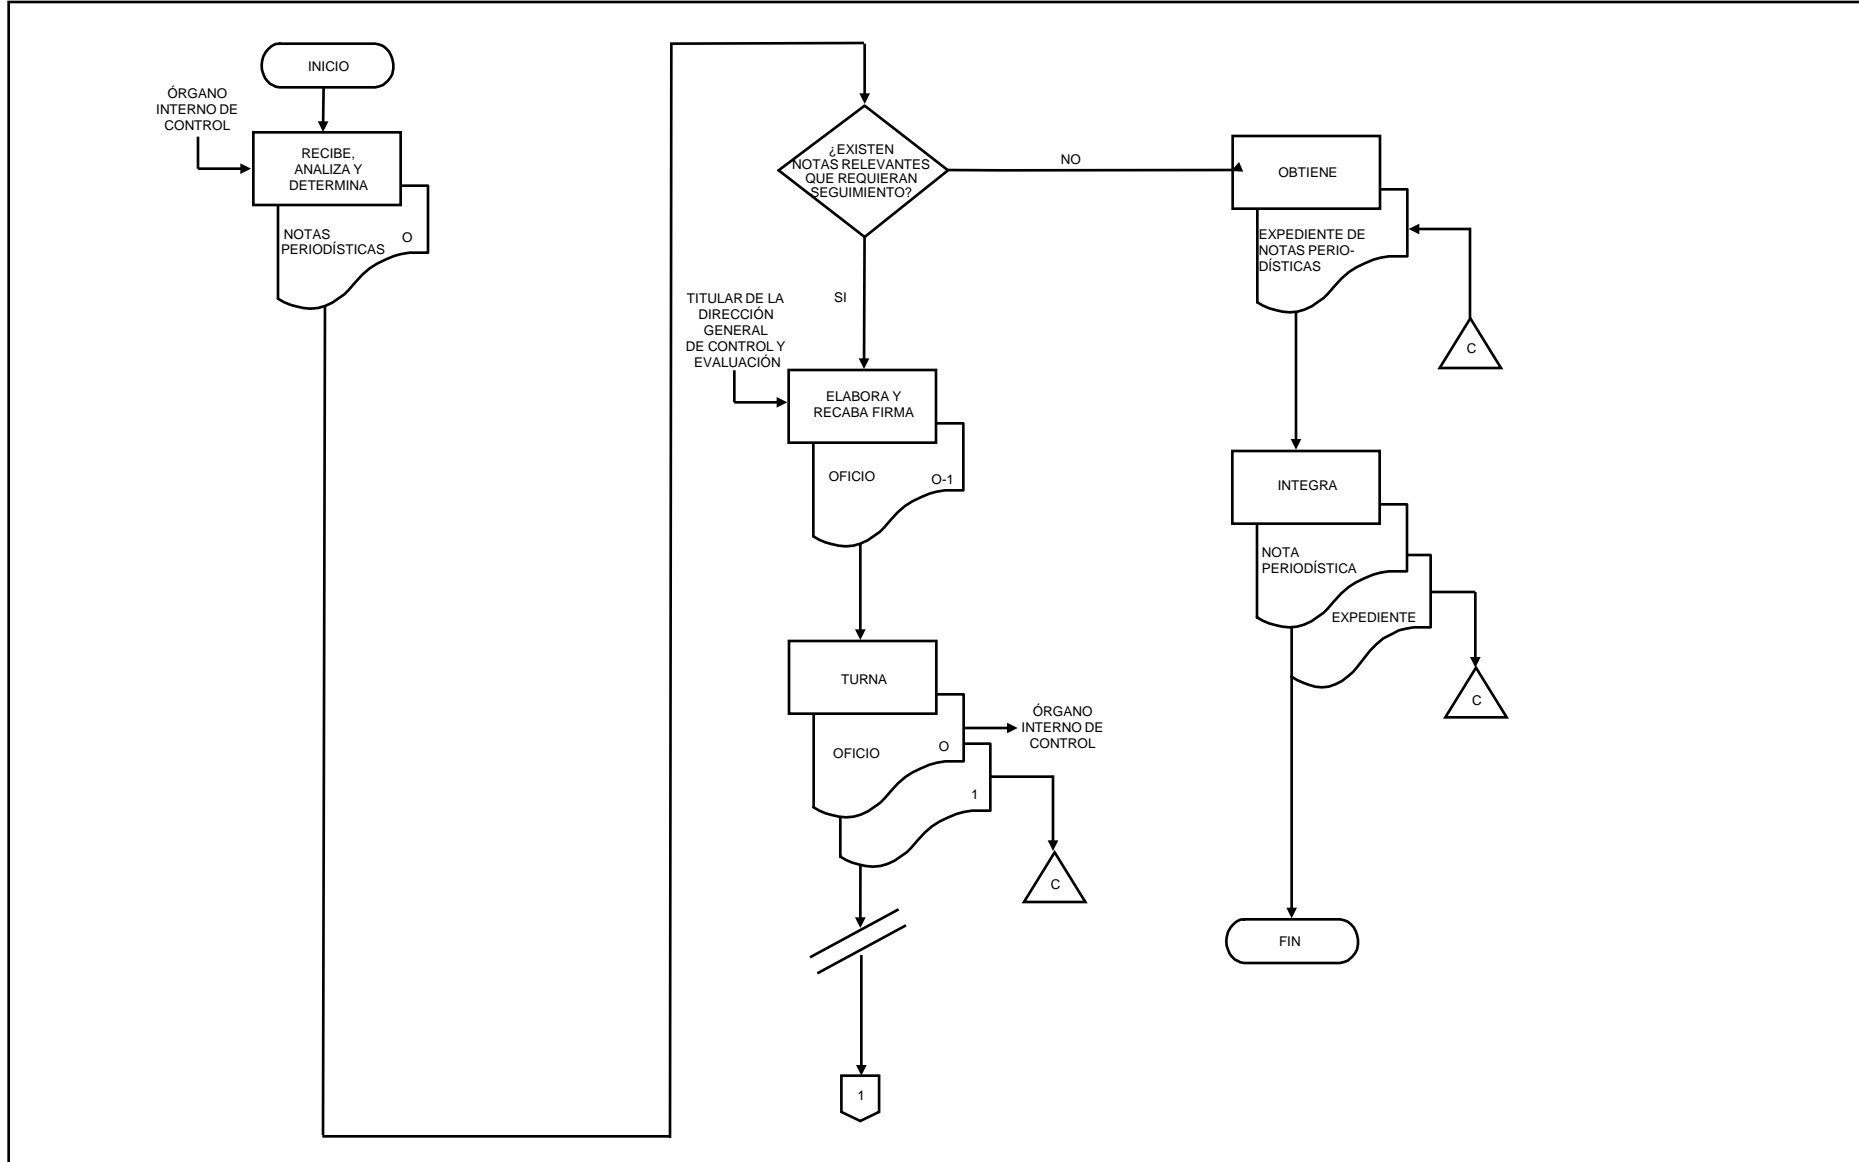 INICIO
ÓRGANO
INTERNO DE
CONTROL
RECIBE,
ANALIZA Y
DETERMINA
NOTAS
PERIODÍSTICAS
O
¿EXISTEN
NOTAS RELEVANTES
QUE REQUIERAN
SEGUIMIENTO?
NO
SI
TITULAR DE LA
DIRECCIÓN
GENERAL
DE CONTROL Y
EVALUACIÓN
ELABORA Y
RECABA FIRMA
OFICIO
O-1
TURNA
OFICIO
O
ÓRGANO
INTERNO DE
CONTROL
1
C
1
OBTIENE
EXPEDIENTE DE
NOTAS PERIO-
DÍSTICAS
C
INTEGRA
NOTA
PERIODÍSTICA
EXPEDIENTE
C
FIN